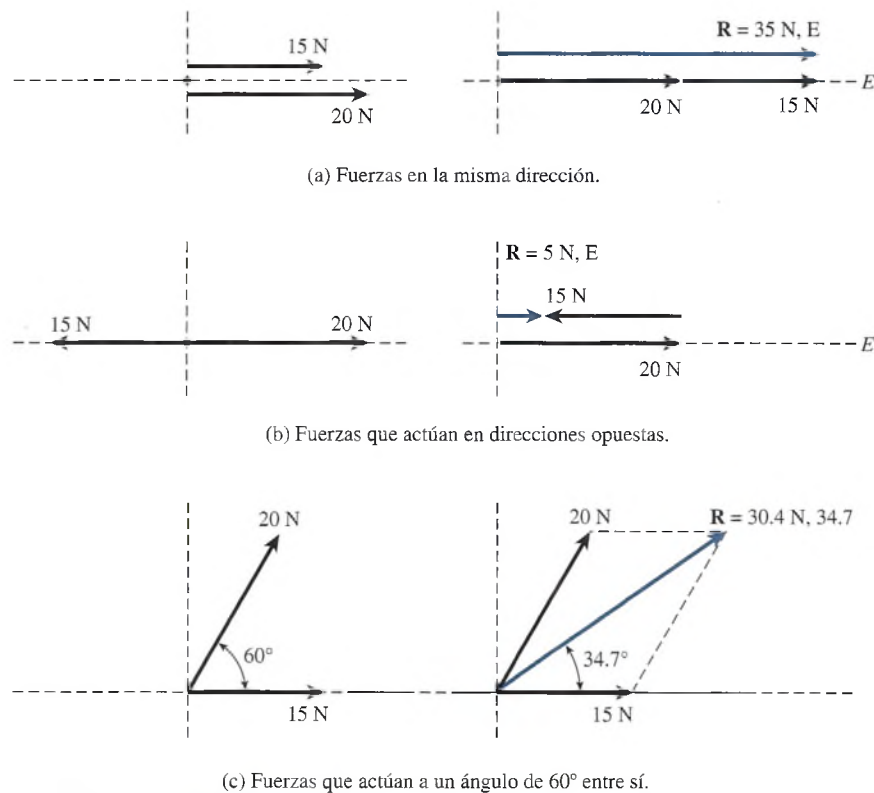 15 N
20 N
R = 35 N, E
20 N
15 N
E
(a) Fuerzas en la misma dirección.
15 N
20 N
R = 5 N, E
15 N
20 N
E
(b) Fuerzas que actúan en direcciones opuestas.
20 N
60°
15 N
20 N
R = 30.4 N, 34.7
34.7°
15 N
(c) Fuerzas que actúan a un ángulo de 60° entre sí.